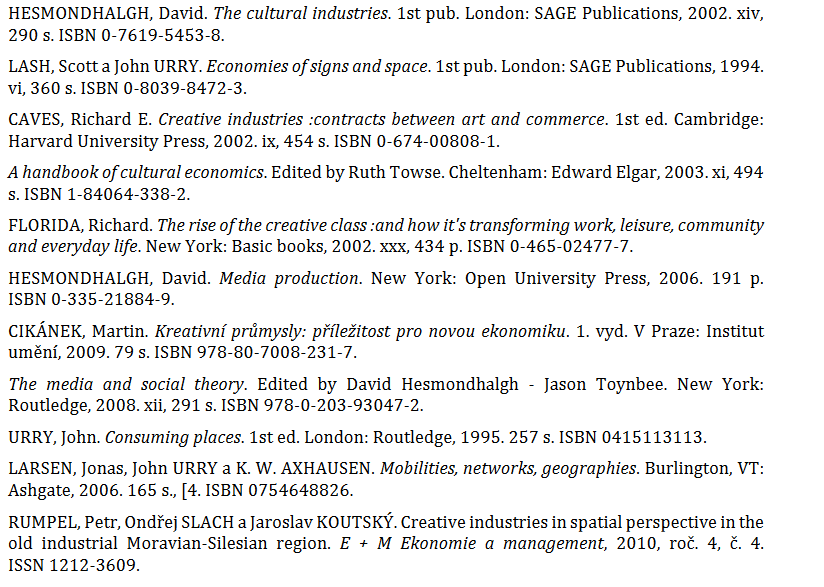 HESMONDHALGH, David. The cultural industries. 1st pub. London: SAGE Publications, 2002. xiv,
290 s. ISBN 0-7619-5453-8.
LASH, Scott a John URRY. Economies of signs and space. 1st pub. London: SAGE Publications, 1994.
vi, 360 s. ISBN 0-8039-8472-3.
CAVES, Richard E. Creative industries :contracts between art and commerce. 1st ed. Cambridge:
Harvard University Press, 2002. ix, 454 s. ISBN 0-674-00808-1.
A handbook of cultural economics. Edited by Ruth Towse. Cheltenham: Edward Elgar, 2003. xi, 494
s. ISBN 1-84064-338-2.
FLORIDA, Richard. The rise of the creative class :and how it's transforming work, leisure, community
and everyday life. New York: Basic books, 2002. xxx, 434 p. ISBN 0-465-02477-7.
HESMONDHALGH, David. Media production. New York: Open University Press, 2006. 191 p.
ISBN 0-335-21884-9.
CIKÁNEK, Martin. Kreativní průmysly: příležitost pro novou ekonomiku. 1. vyd. V Praze: Institut
umění, 2009. 79 s. ISBN 978-80-7008-231-7.
The media and social theory. Edited by David Hesmondhalgh - Jason Toynbee. New York:
Routledge, 2008. xii, 291 s. ISBN 978-0-203-93047-2.
URRY, John. Consuming places. 1st ed. London: Routledge, 1995. 257 s. ISBN 0415113113.
LARSEN, Jonas, John URRY a K. W. AXHAUSEN. Mobilities, networks, geographies. Burlington, VT:
Ashgate, 2006. 165 s., [4. ISBN 0754648826.
RUMPEL, Petr, Ondřej SLACH a Jaroslav KOUTSKÝ. Creative industries in spatial perspective in the
old industrial Moravian-Silesian region. E + M Ekonomie a management, 2010, roč. 4, č. 4.
ISSN 1212-3609.